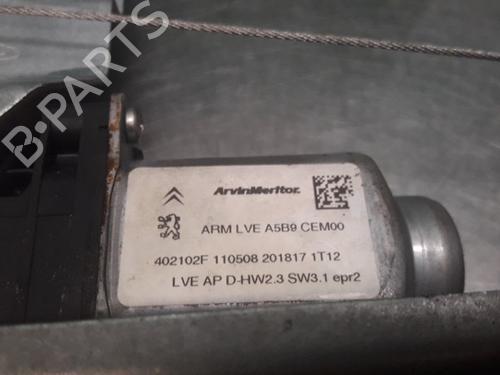 B-PARTS
ArvinMeritor.
ARM LVE A5B9 CEM00
402102F 110508 201817 1T12
LVE AP D-HW2.3 SW3.1 epr2